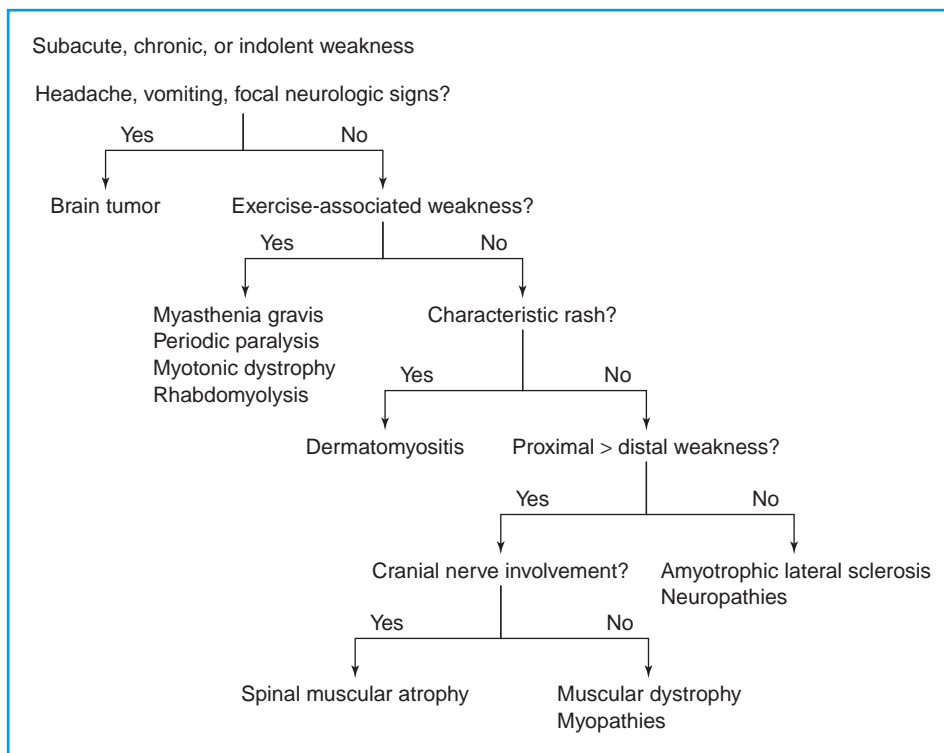 Subacute, chronic, or indolent weakness
Headache, vomiting, focal neurologic signs?
Yes
No
Brain tumor
Exercise-associated weakness?
Yes
No
Myasthenia gravis
Periodic paralysis
Myotonic dystrophy
Rhabdomyolysis
Characteristic rash?
Yes
No
Dermatomyositis
Proximal > distal weakness?
Yes
No
Cranial nerve involvement?
Amyotrophic lateral sclerosis
Neuropathies
Yes
No
Spinal muscular atrophy
Muscular dystrophy
Myopathies